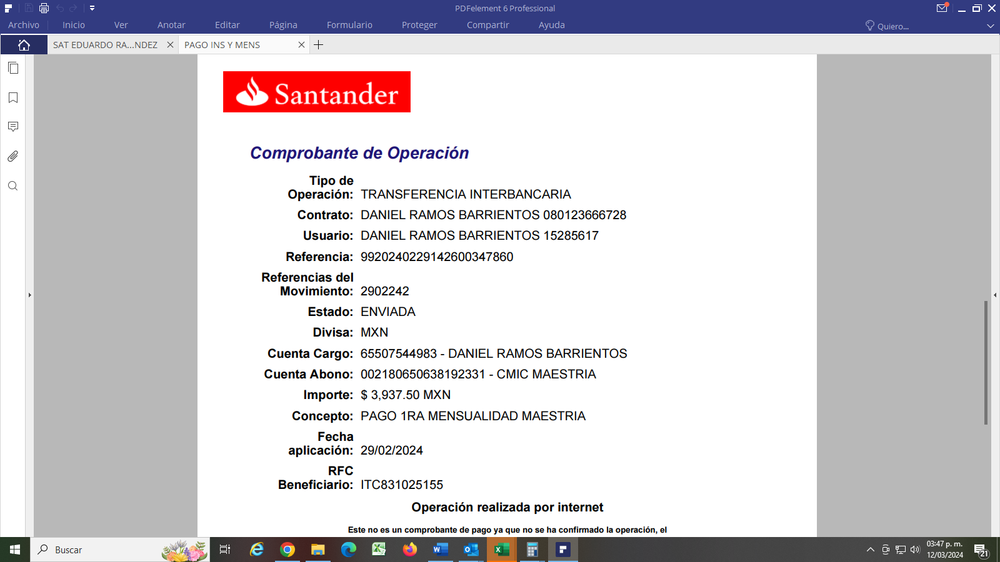 PDFelement 6 Professional
Archivo Inicio Ver Anotar Editar Página Formulario Proteger Compartir Ayuda Quiero...
SAT EDUARDO RA...NDEZ PAGO INS Y MENS
Santander
Comprobante de Operación
Tipo de
Operación: TRANSFERENCIA INTERBANCARIA
Contrato: DANIEL RAMOS BARRIENTOS 080123666728
Usuario: DANIEL RAMOS BARRIENTOS 15285617
Referencia: 9920240229142600347860
Referencias del
Movimiento: 2902242
Estado: ENVIADA
Divisa: MXN
Cuenta Cargo: 65507544983 - DANIEL RAMOS BARRIENTOS
Cuenta Abono: 002180650638192331 - CMIC MAESTRIA
Importe: $ 3,937.50 MXN
Concepto: PAGO 1RA MENSUALIDAD MAESTRIA
Fecha
aplicación: 29/02/2024
RFC
Beneficiario: ITC831025155
Operación realizada por internet
Este no es un comprobante de pago ya que no se ha confirmado la operación, el
Buscar
03:47 p. m.
12/03/2024
21